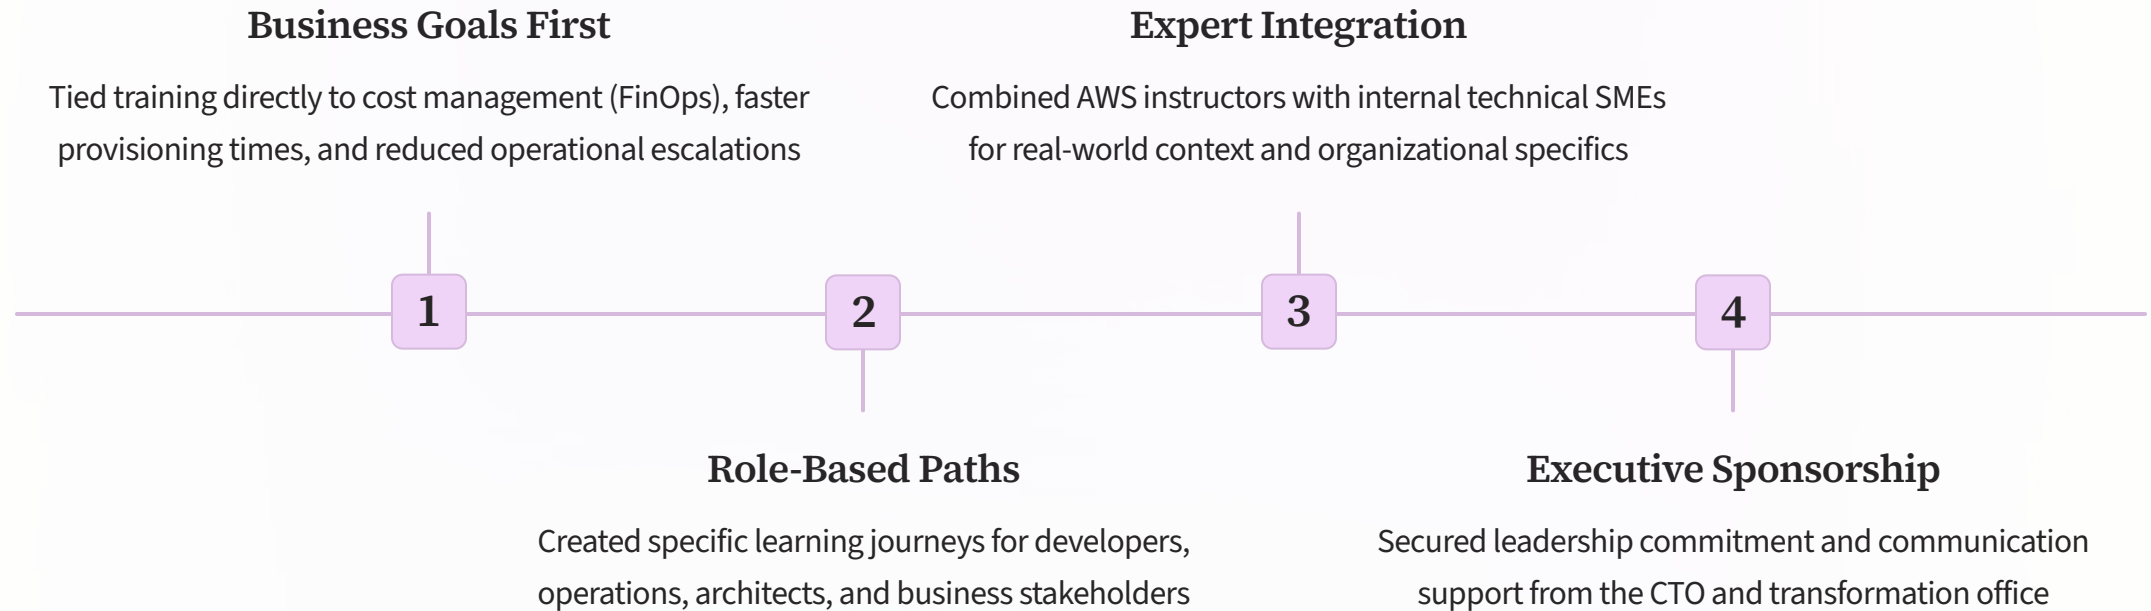 Business Goals First
Tied training directly to cost management (FinOps), faster
provisioning times, and reduced operational escalations
1
2
Role-Based Paths
Created specific learning journeys for developers,
operations, architects, and business stakeholders
Expert Integration
Combined AWS instructors with internal technical SMEs
for real-world context and organizational specifics
3
4
Executive Sponsorship
Secured leadership commitment and communication
support from the CTO and transformation office